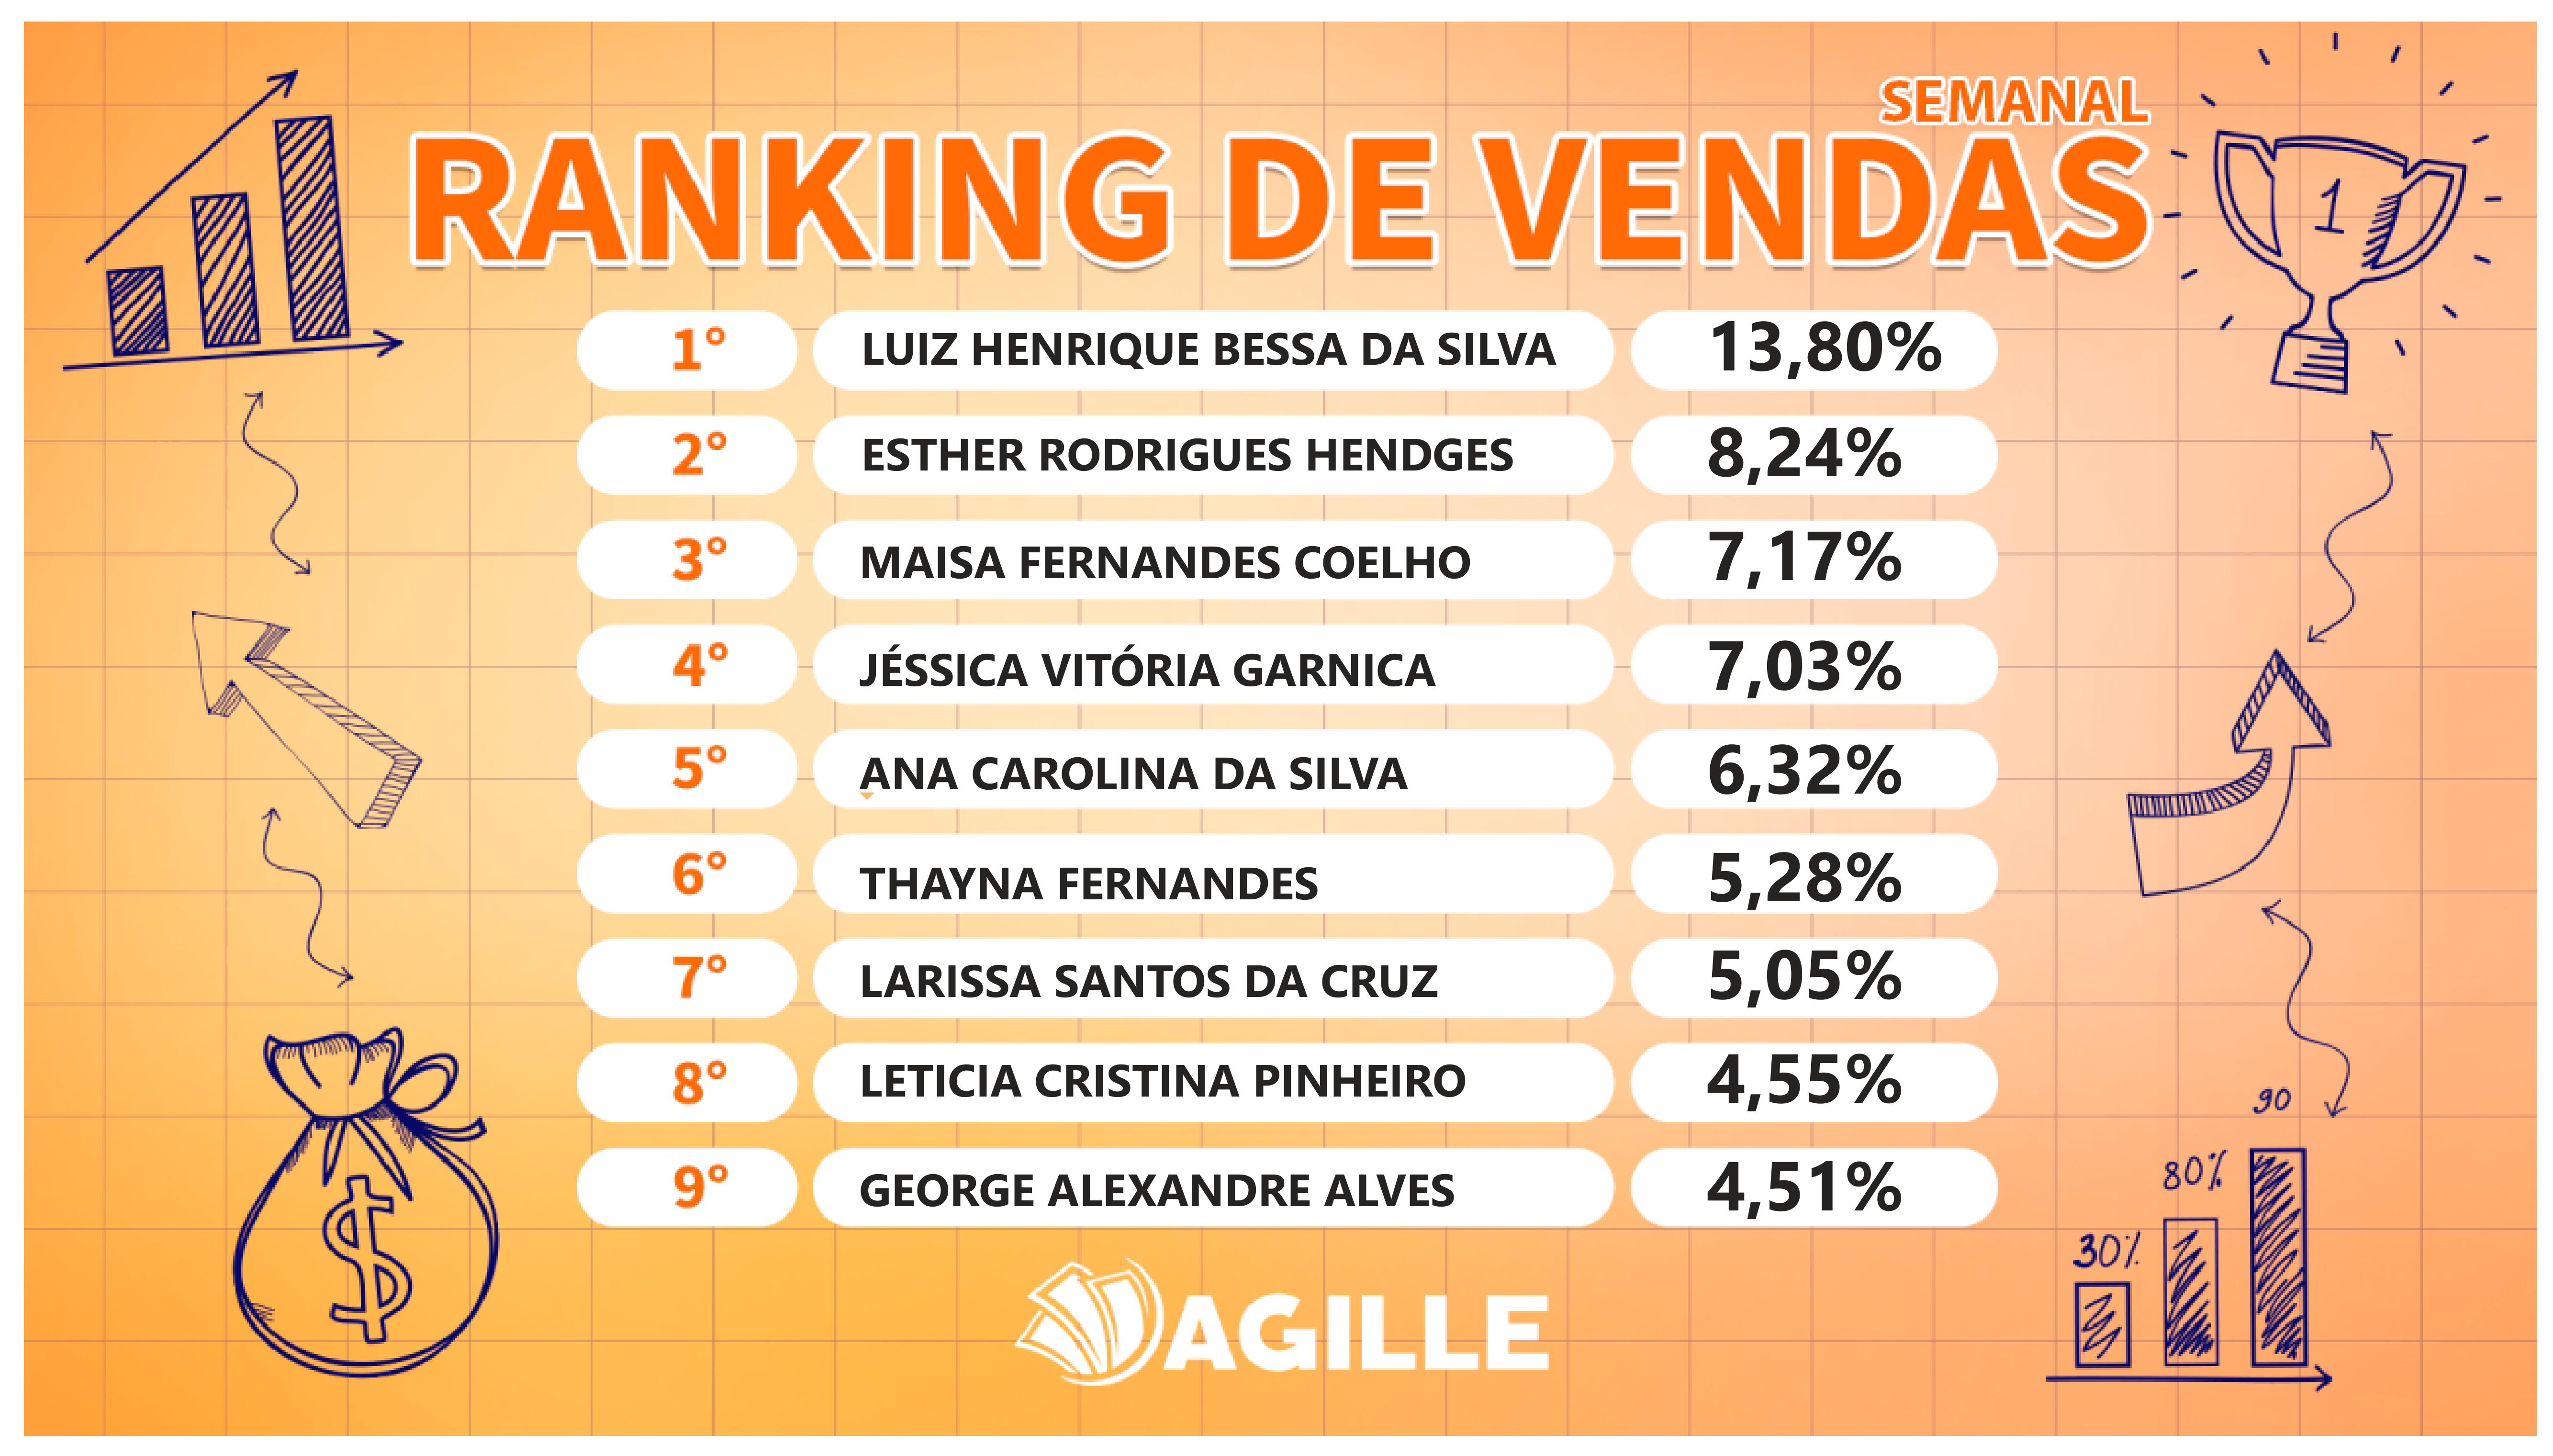 SEMANAL
RANKING DE VENDAS
1
1° LUIZ HENRIQUE BESSA DA SILVA 13,80%
2° ESTHER RODRIGUES HENDGES 8,24%
3° MAISA FERNANDES COELHO 7,17%
4° JÉSSICA VITÓRIA GARNICA 7,03%
5° ANA CAROLINA DA SILVA 6,32%
6° THAYNA FERNANDES 5,28%
7° LARISSA SANTOS DA CRUZ 5,05%
8° LETICIA CRISTINA PINHEIRO 4,55%
9° GEORGE ALEXANDRE ALVES 4,51%
90
80%
30%
$
AGILLE